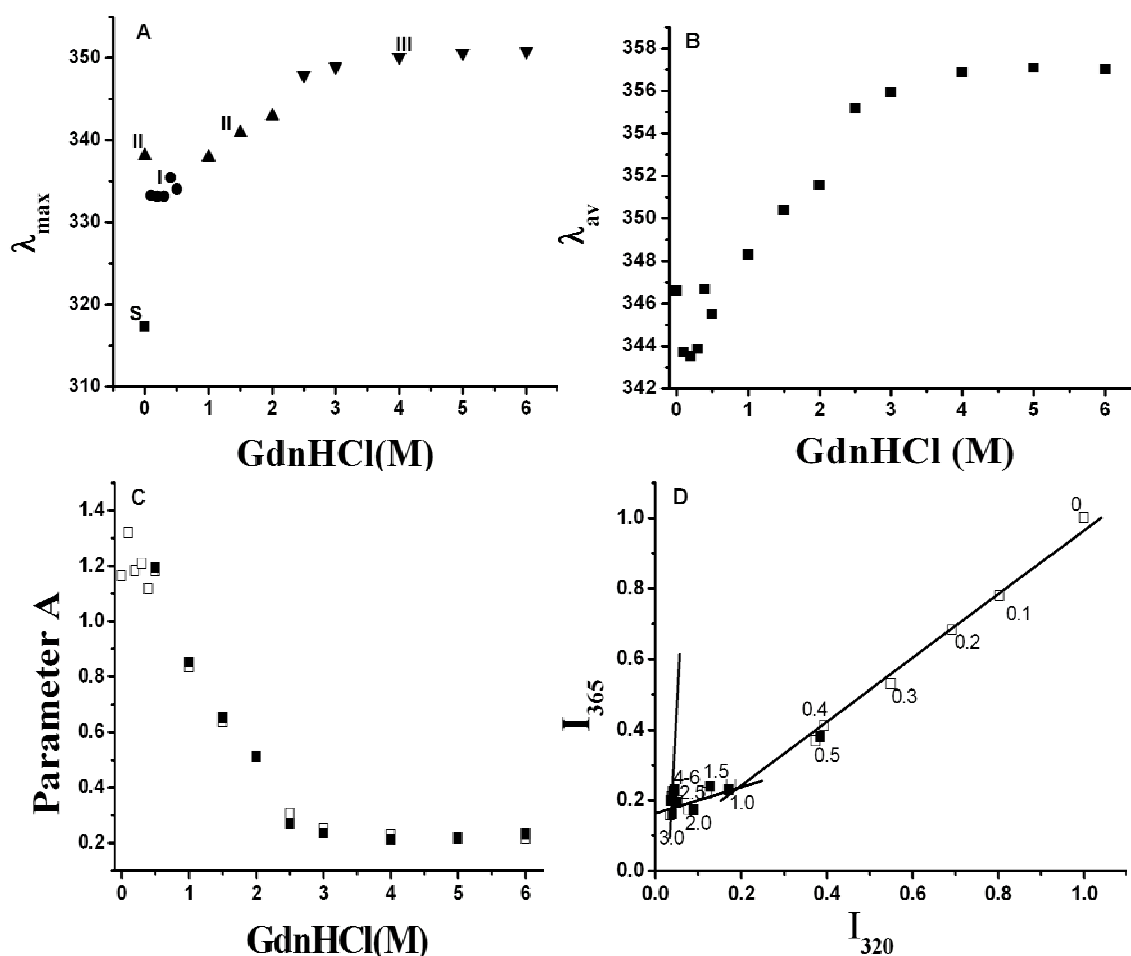 A
350
340
330
320
310
λmax
II
I
II
III
S
0 1 2 3 4 5 6
GdnHCl(M)
B
358
356
354
352
350
348
346
344
342
λav
0 1 2 3 4 5 6
GdnHCl (M)
C
1.4
1.2
1.0
0.8
0.6
0.4
0.2
Parameter A
0 1 2 3 4 5 6
GdnHCl(M)
D
1.0
0.8
0.6
0.4
0.2
0.0
I365
0
0.1
0.2
0.3
0.4
0.5
4-6
1.5
2.5
1.0
2.0
3.0
0.0 0.2 0.4 0.6 0.8 1.0
I320